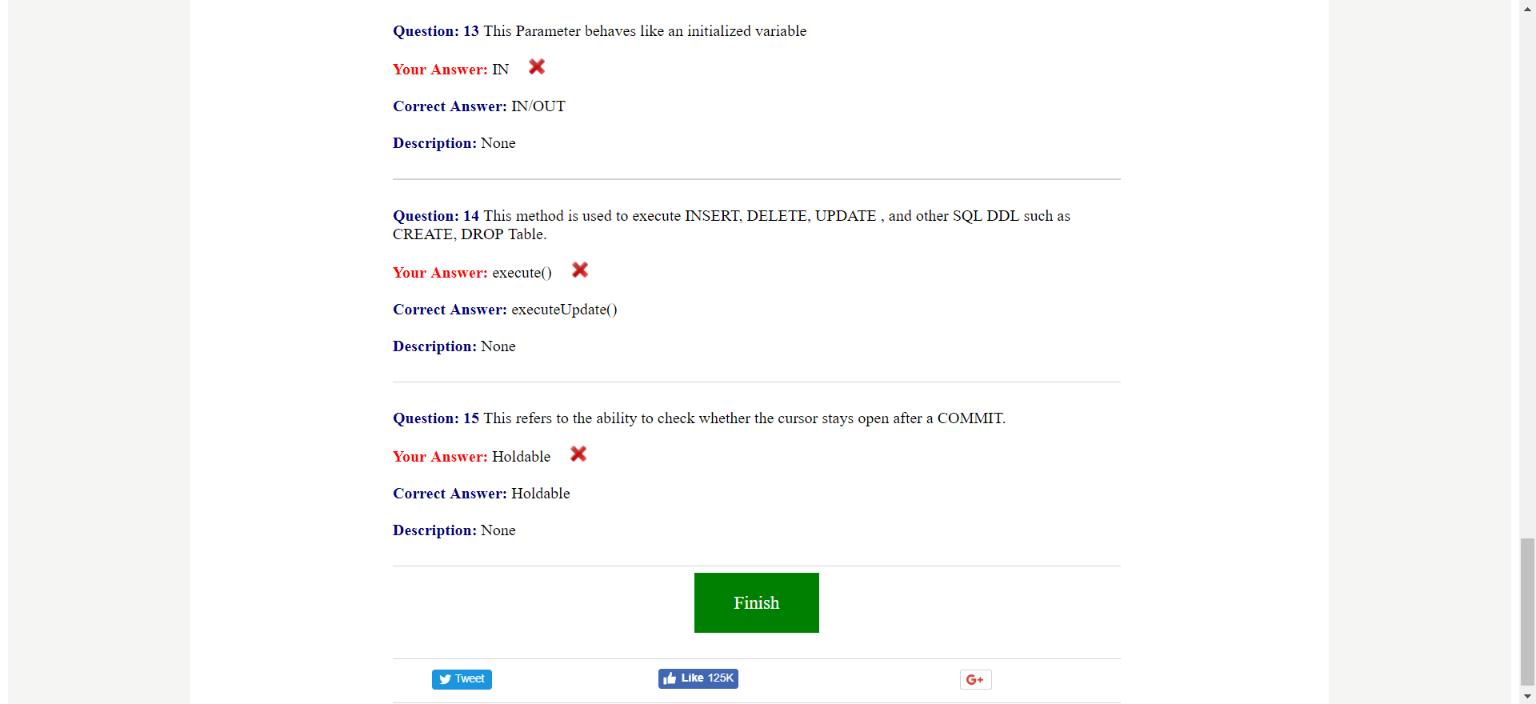 Question: 13 This Parameter behaves like an initialized variable
Your Answer: IN
Correct Answer: IN/OUT
Description: None
Question: 14 This method is used to execute INSERT, DELETE, UPDATE , and other SQL DDL such as
CREATE, DROP Table.
Your Answer: execute()
Correct Answer: executeUpdate()
Description: None
Question: 15 This refers to the ability to check whether the cursor stays open after a COMMIT.
Your Answer: Holdable
Correct Answer: Holdable
Description: None
Finish
Tweet
Like 125K
G+